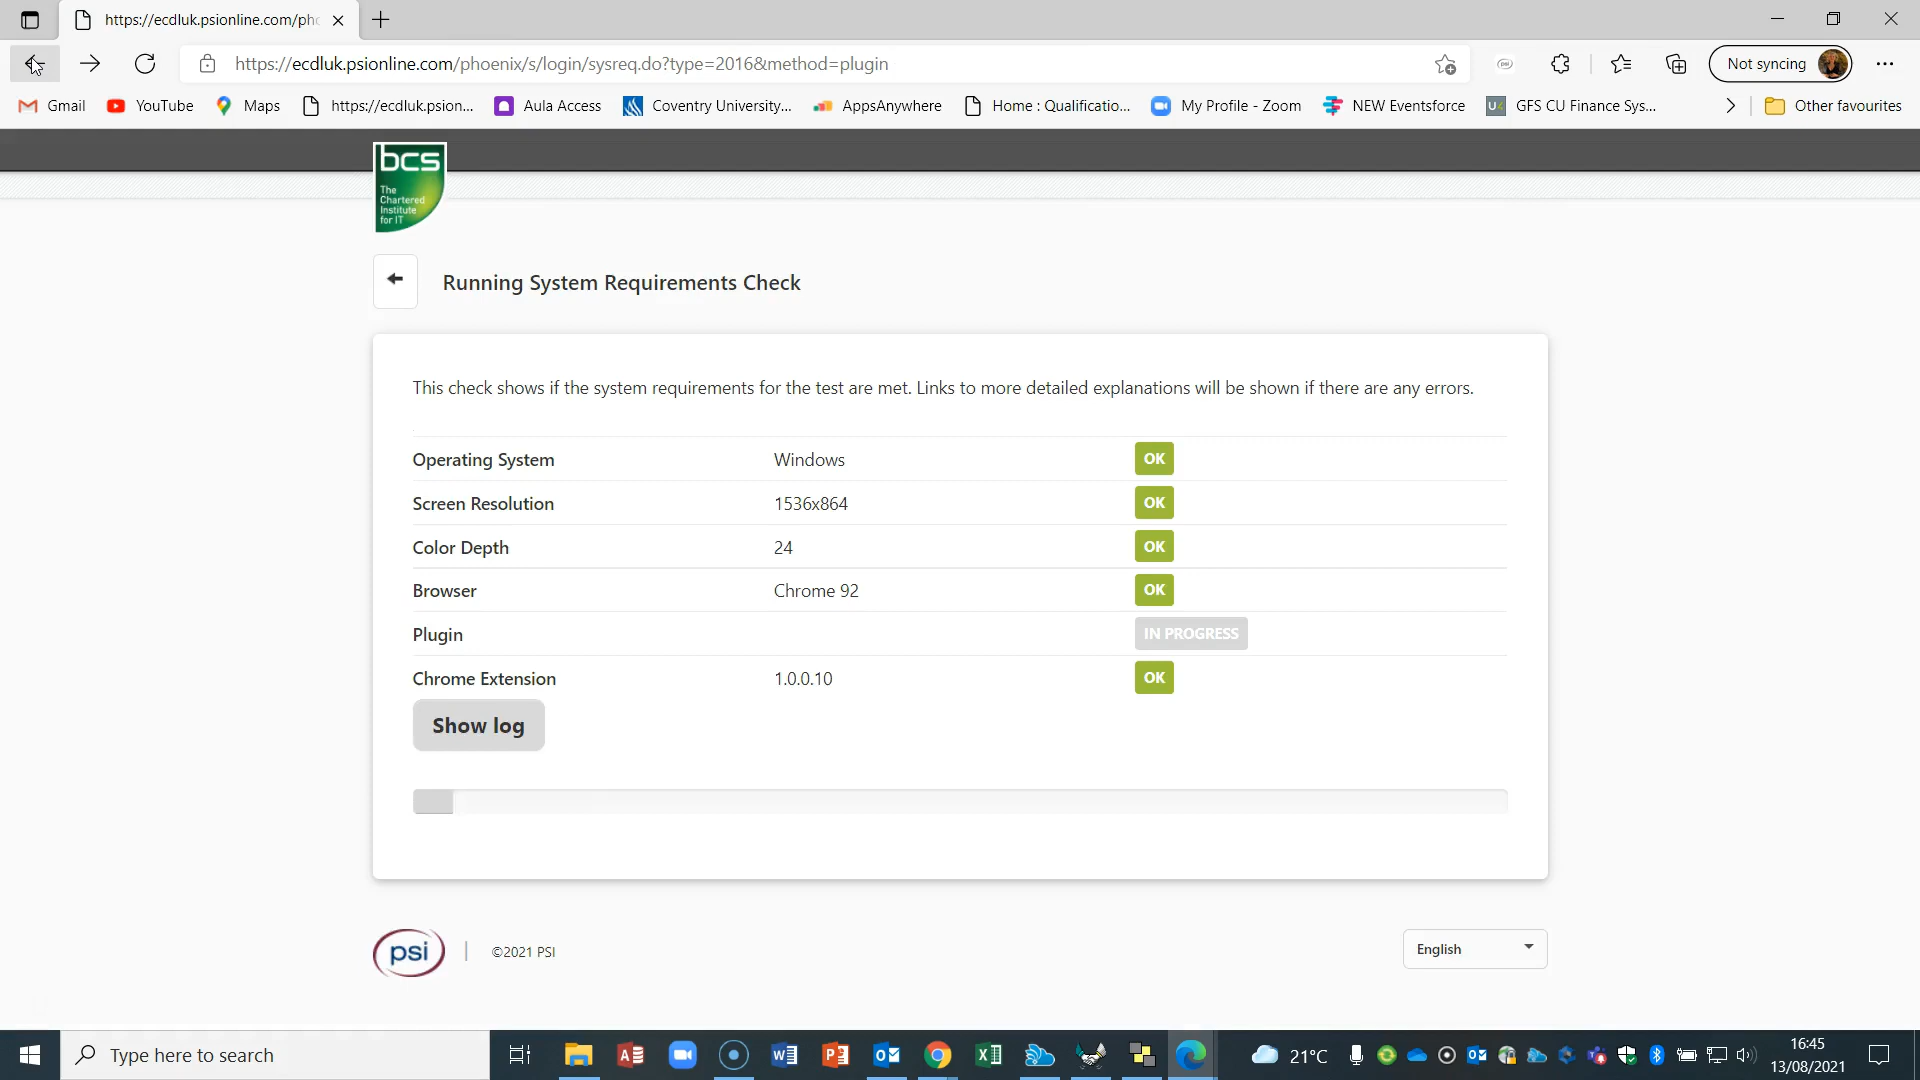 https://ecdluk.psionline.com/pho
https://ecdluk.psionline.com/phoenix/s/login/sysreq.do?type=2016&method=plugin
Not syncing
Gmail
YouTube
Maps
https://ecdluk.psion...
Aula Access
Coventry University...
AppsAnywhere
Home : Qualificatio...
My Profile - Zoom
NEW Eventsforce
GFS CU Finance Sys...
Other favourites
bcs
The
Chartered
Institute
for IT
Running System Requirements Check
This check shows if the system requirements for the test are met. Links to more detailed explanations will be shown if there are any errors.
Operating System Windows OK
Screen Resolution 1536x864 OK
Color Depth 24 OK
Browser Chrome 92 OK
Plugin IN PROGRESS
Chrome Extension 1.0.0.10 OK
Show log
psi
©2021 PSI
English
Type here to search
21°C
16:45
13/08/2021